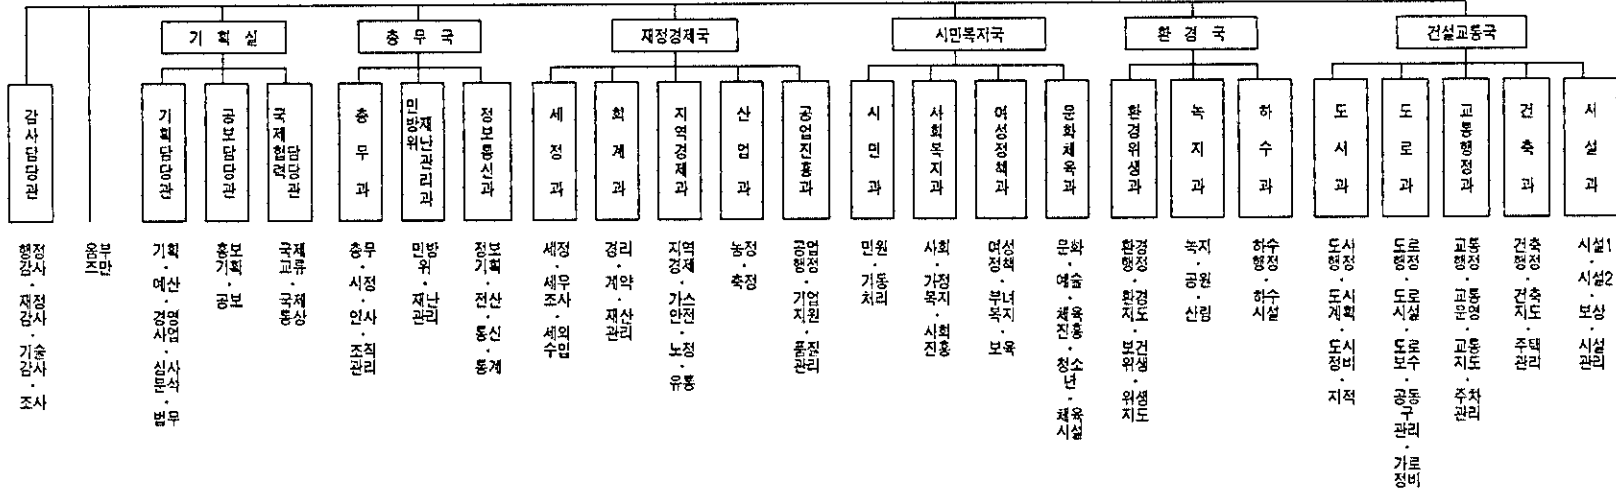 기획실
총무국
재정경제국
시민복지국
환경국
건설교통국
감사담당관
기획담당관
공보담당관
국제협력담당관
총무과
민방위재난관리과
정보통신과
세정과
회계과
지역경제과
산업과
공업진흥과
시민과
사회복지과
여성정책과
문화체육과
환경위생과
녹지과
하수과
도시과
도로과
교통행정과
건축과
시설과
행정감사·재정감사·기술감사·조사
옴부즈만
기획·예산·경영사업·심사분석·법무
홍보기획·공보
국제교류·국제통상
총무·시정·인사·조직관리
민방위·재난관리
정보기획·전산·통신·통계
세정·세무조사·세외수입
경리·계약·재산관리
지역경제·가스안전·노정·유통
농정·축정
공업행정·기업지원·품질관리
민원·기동처리
사회·가정복지·사회진흥
여성정책·부녀복지·보육
문화·예술·체육진흥·청소년·체육시설
환경행정·환경지도·보건위생·위생지도
녹지·공원·산림
하수행정·하수시설
도시행정·도시계획·도시정비·지적
도로행정·도로시설·도로보수·공동구관리·가로정비
교통행정·교통운영·교통지도·주차관리
건축행정·건축지도·주택관리
시설1·시설2·보상·시설관리